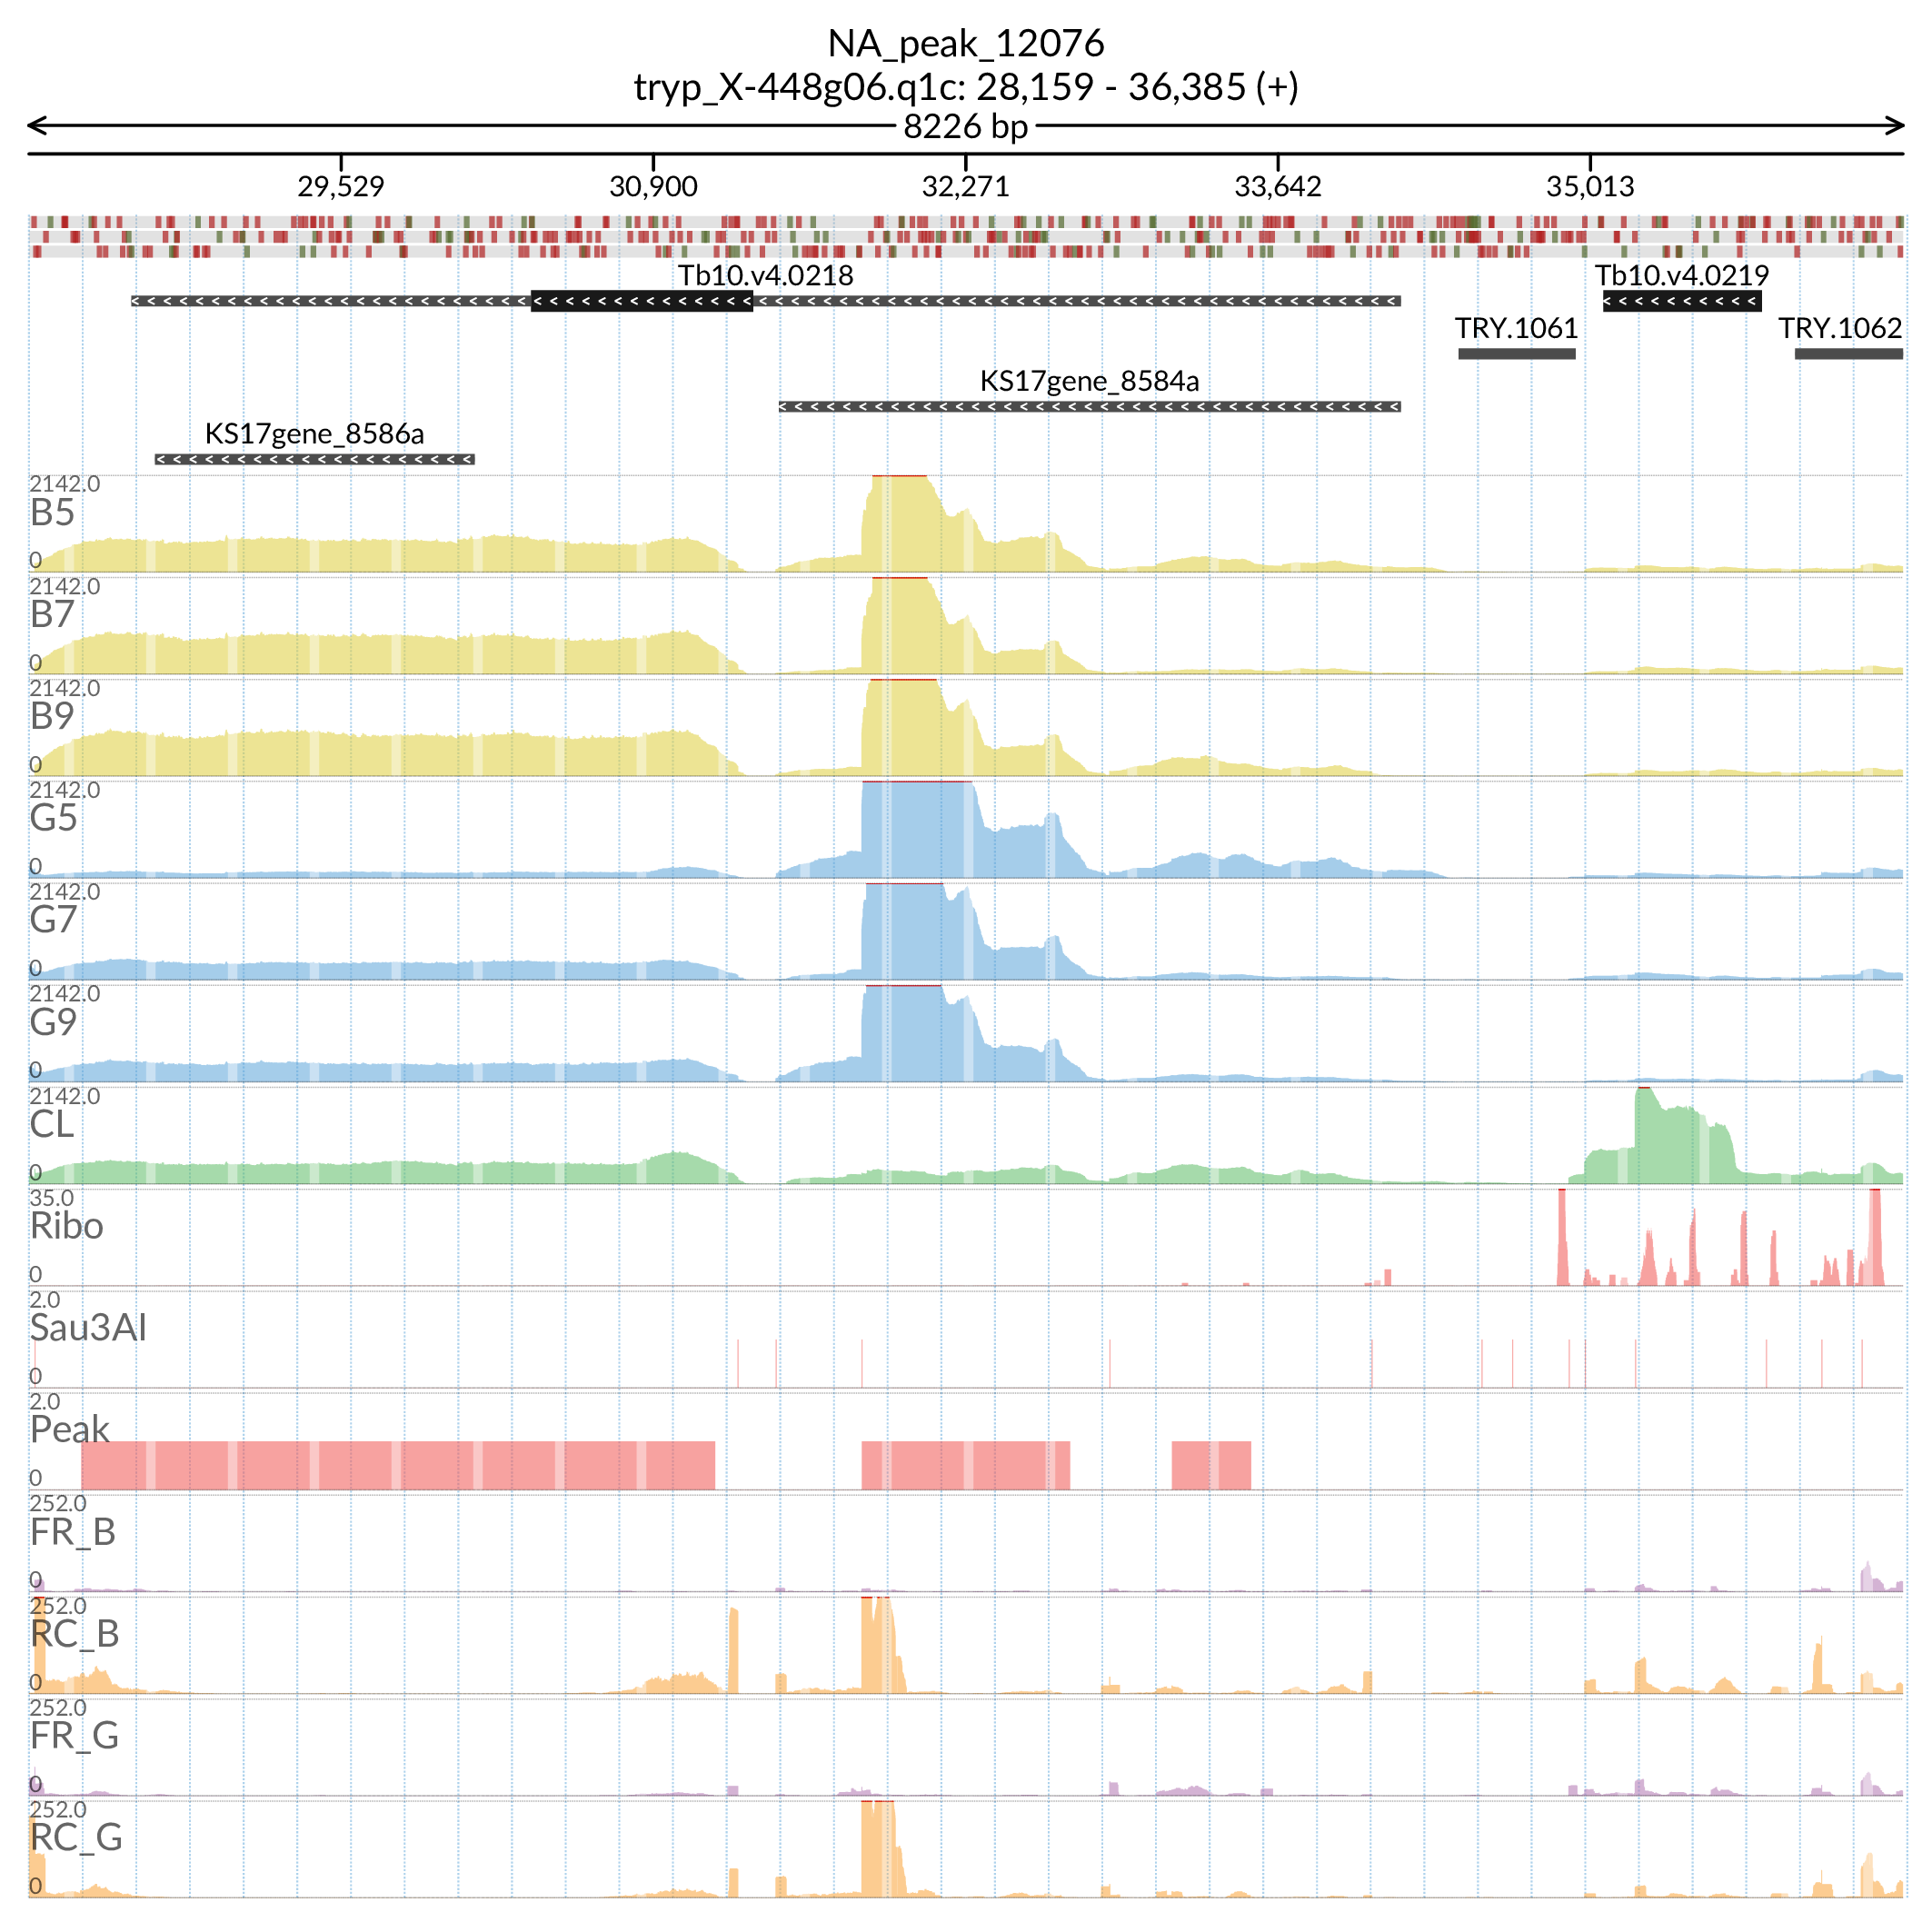 NA_peak_12076
tryp_X-448g06.q1c: 28,159 - 36,385 (+)
8226 bp
29,529 30,900 32,271 33,642 35,013
Tb10.v4.0218 Tb10.v4.0219
TRY.1061 TRY.1062
KS17gene_8584a
KS17gene_8586a
2142.0
B5
0
2142.0
B7
0
2142.0
B9
0
2142.0
G5
0
2142.0
G7
0
2142.0
G9
0
2142.0
CL
0
35.0
Ribo
0
2.0
Sau3AI
0
2.0
Peak
0
252.0
FR_B
0
252.0
RC_B
0
252.0
FR_G
0
252.0
RC_G
0